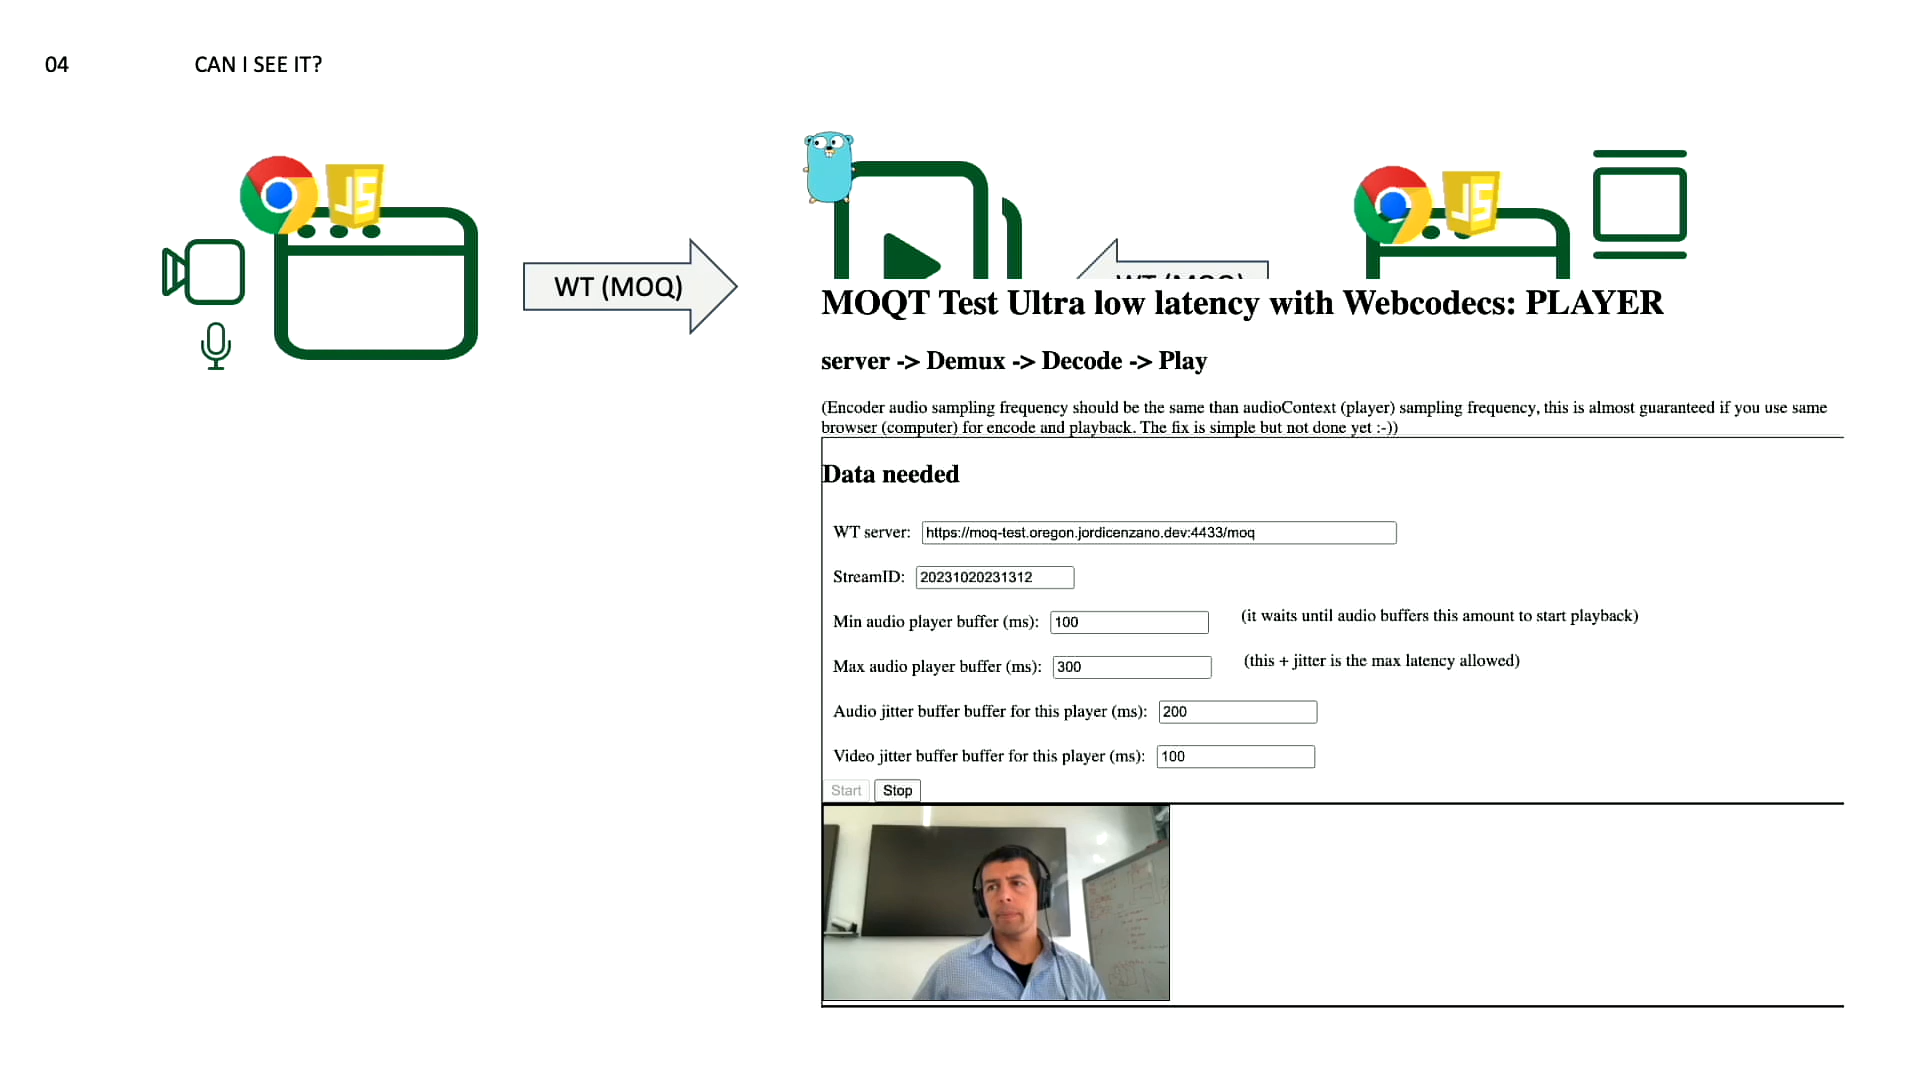 04
CAN I SEE IT?
JS
JS
WT (MOQ)
WT (MOQ)
MOQT Test Ultra low latency with Webcodecs: PLAYER
server -> Demux -> Decode -> Play
(Encoder audio sampling frequency should be the same than audioContext (player) sampling frequency, this is almost guaranteed if you use same
browser (computer) for encode and playback. The fix is simple but not done yet :-))
Data needed
WT server: https://moq-test.oregon.jordicenzano.dev:4433/moq
StreamID: 20231020231312
Min audio player buffer (ms): 100 (it waits until audio buffers this amount to start playback)
Max audio player buffer (ms): 300 (this + jitter is the max latency allowed)
Audio jitter buffer buffer for this player (ms): 200
Video jitter buffer buffer for this player (ms): 100
Start Stop